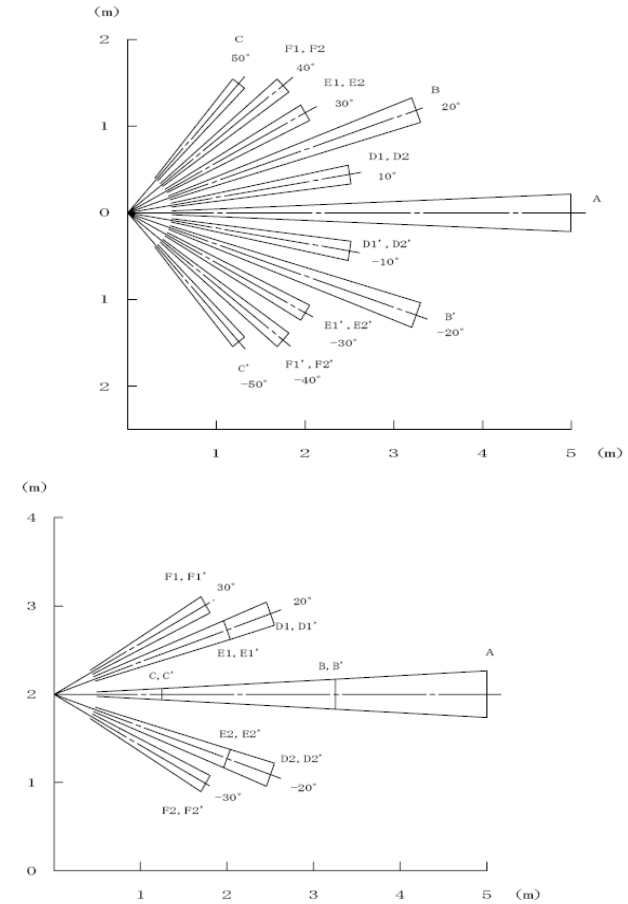 (m)
2
C
50°
F1, F2
40°
E1, E2
30°
B
20°
1
D1, D2
10°
A
0
D1', D2'
-10°
1
B'
-20°
E1', E2'
-30°
F1', F2'
-40°
C'
-50°
2
1 2 3 4 5 (m)
(m)
4
F1, F1'
30°
3
20°
D1, D1'
E1, E1'
A
B, B'
C, C'
2
E2, E2'
D2, D2'
-20°
1
-30°
F2, F2'
0
1 2 3 4 5 (m)